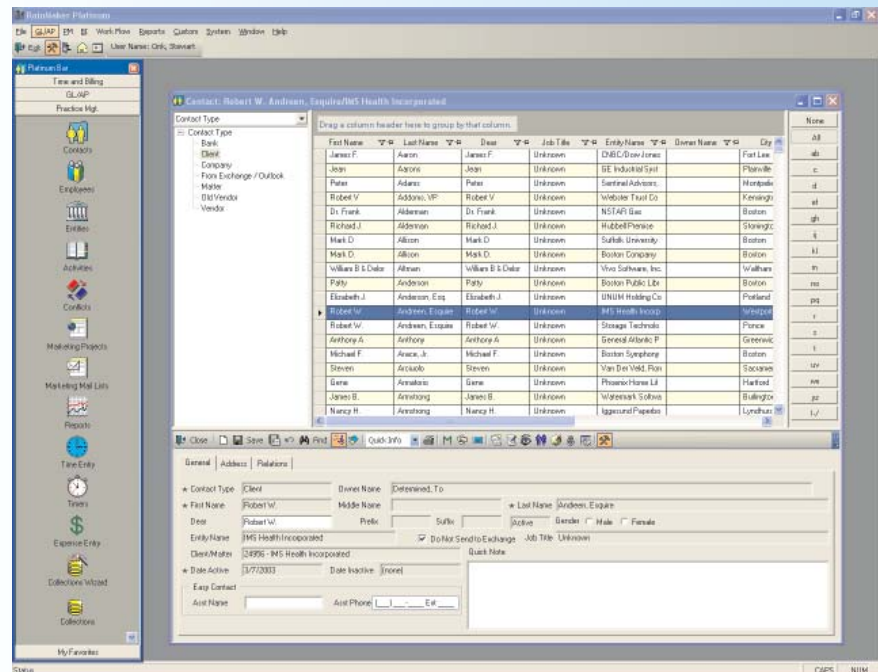 RainMaker Platinum
File GL/AP PM Work Flow Reports Custom System Window Help
Exit User Name: Stewart
Platinum Bar
Time and Billing
GL/AP
Practice Mgt.
Contacts
Employees
Entities
Activities
Conflicts
Marketing Projects
Marketing Mail Lists
Reports
Time Entry
Timers
Expense Entry
Collections Wizard
Collections
My Favorites
Contact: Robert W. Andreen, Esquire/IMS Health Incorporated
Contact Type
Contact Type
Bank
Client
Company
From Exchange / Outlook
Matter
Old Vendor
Vendor
Drag a column header here to group by that column.
First Name Last Name Dear Job Title Entity Name Owner Name City
James F. Aaron James F. Unknown CNBC/Dow Jones Fort Lee
Jean Aarons Jean Unknown GE Industrial Syst Plainville
Peter Adams Peter Unknown Sentinel Advisors, Montpelie
Robert V Addono, VP Robert V Unknown Webster Trust Co Kensingto
Dr. Frank Alderman Dr. Frank Unknown NSTAR Gas Boston
Richard J. Alderman Richard J. Unknown Hubbell Premise Stoningto
Mark D Allison Mark D Unknown Suffolk University Boston
Mark D. Allison Mark D. Unknown Boston Company Boston
William B & Delor Altman William B & Delor Unknown Vivo Software, Inc. Waltham
Patty Anderson Patty Unknown Boston Public Libr Boston
Elizabeth J. Anderson, Esq Elizabeth J. Unknown UNUM Holding Co Portland
Robert W. Andreen, Esquire Robert W. Unknown IMS Health Incorp Westport
Robert W. Andreen, Esquire Robert W. Unknown Storage Technolo Ponce
Anthony A Anthony Anthony A Unknown General Atlantic P Greenwic
Michael F. Arace, Jr. Michael F. Unknown Boston Symphony Boston
Steven Arciuolo Steven Unknown Van Der Veld, Ron Sacrame
Gene Gene Unknown Phoenix Home Lif Hartford
James B. Armstrong James B. Unknown Watermark Softwa Burlingto
Nancy H. Armstrong Nancy H. Unknown Iggesund Paperbo Lyndhurs
None
All
ab
c
d
ef
gh
ij
kl
m
no
pq
r
s
t
uv
wx
yz
Close Save Find Quick Info
General Address Relations
Contact Type Client Owner Name Determined, To
First Name Robert W. Middle Name Last Name Andreen, Esquire
Dear Robert W. Prefix Suffix Active Gender Male Female
Entity Name IMS Health Incorporated Do Not Send to Exchange Job Title Unknown
Client/Matter 24996 - IMS Health Incorporated Quick Note
Date Active 3/7/2003 Date Inactive (none)
Easy Contact
Asst Name Asst Phone (___) ___-____ Ext ____
Status CAPS NUM